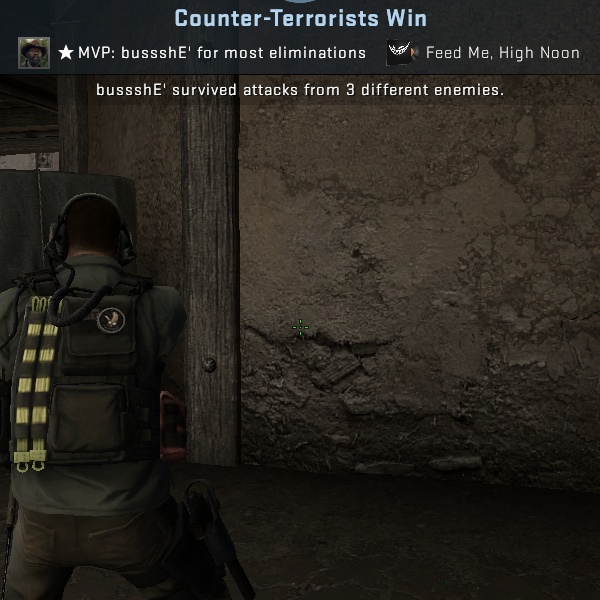 Counter-Terrorists Win
★ MVP: bussshE' for most eliminations Feed Me, High Noon
bussshE' survived attacks from 3 different enemies.